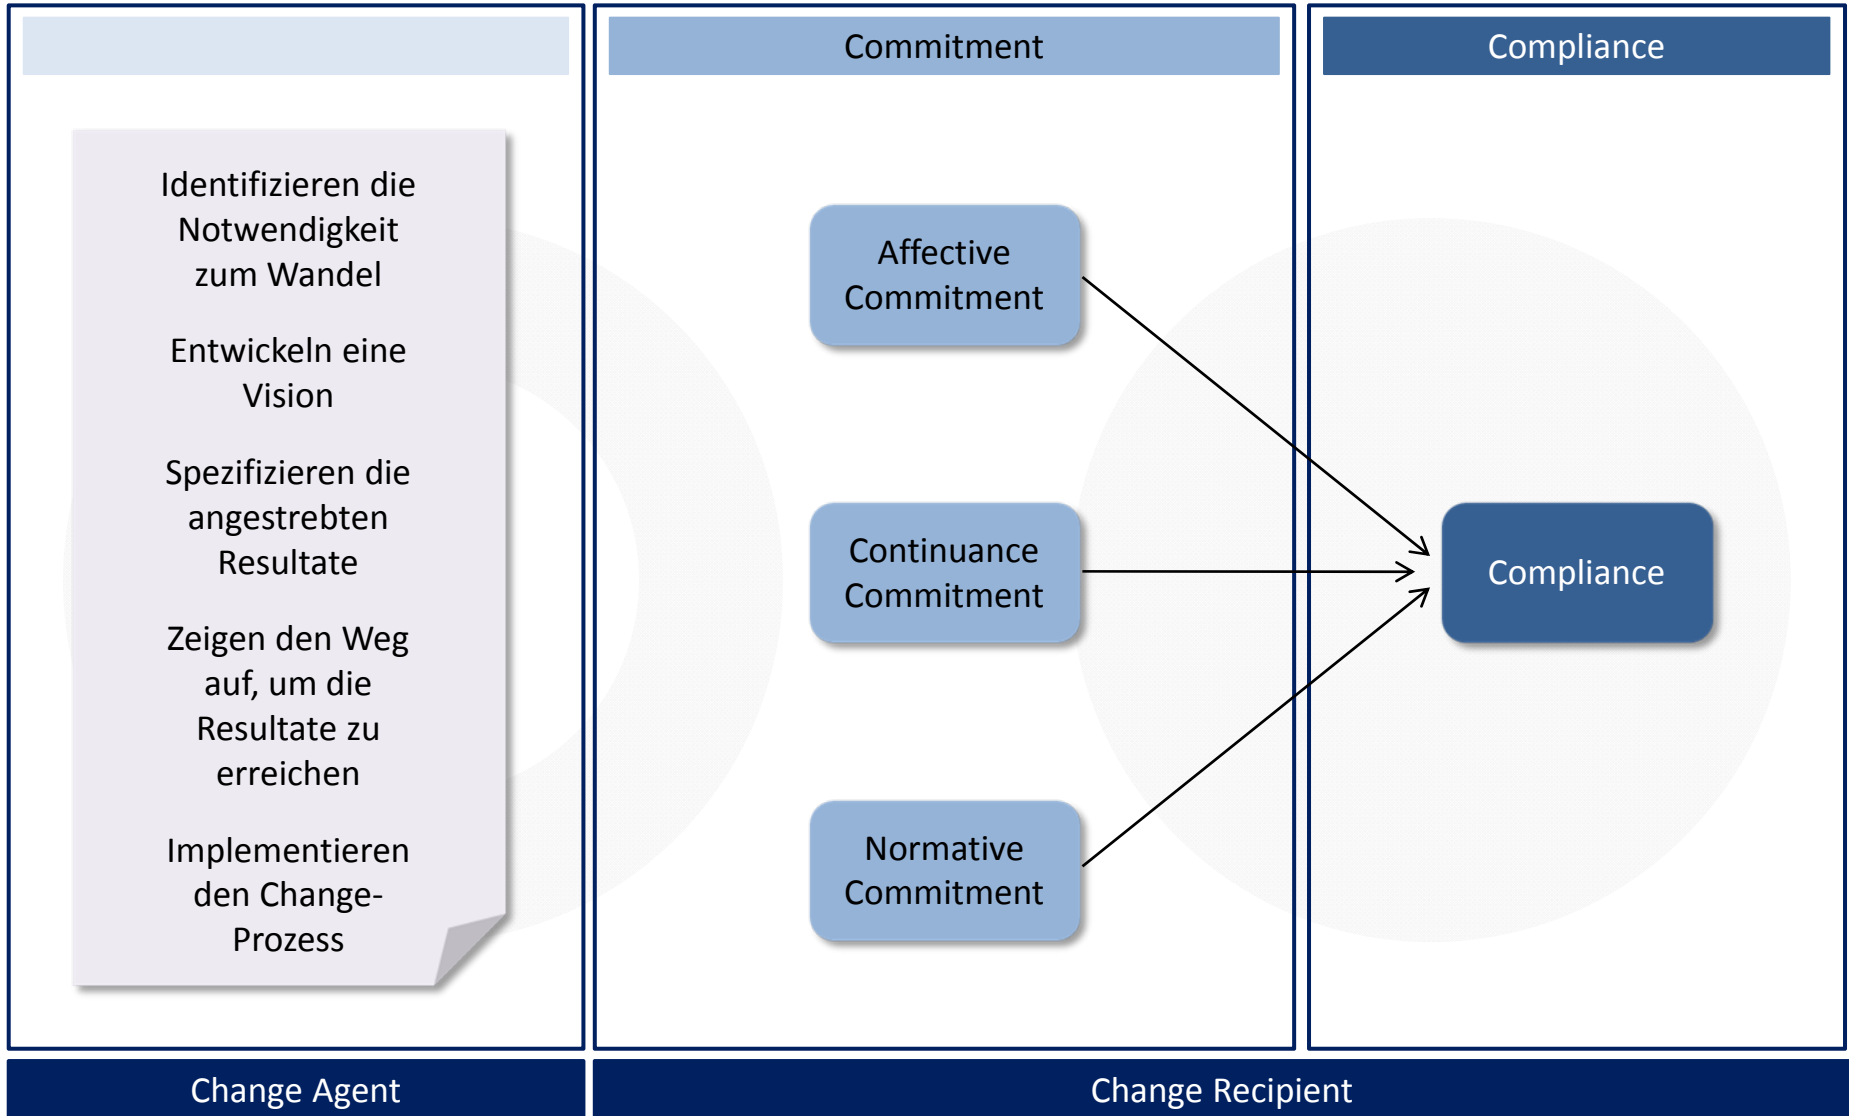 Commitment
Compliance
Identifizieren die
Notwendigkeit
zum Wandel
Entwickeln eine
Vision
Spezifizieren die
angestrebten
Resultate
Zeigen den Weg
auf, um die
Resultate zu
erreichen
Implementieren
den Change-
Prozess
Affective
Commitment
Continuance
Commitment
Normative
Commitment
Compliance
Change Agent
Change Recipient